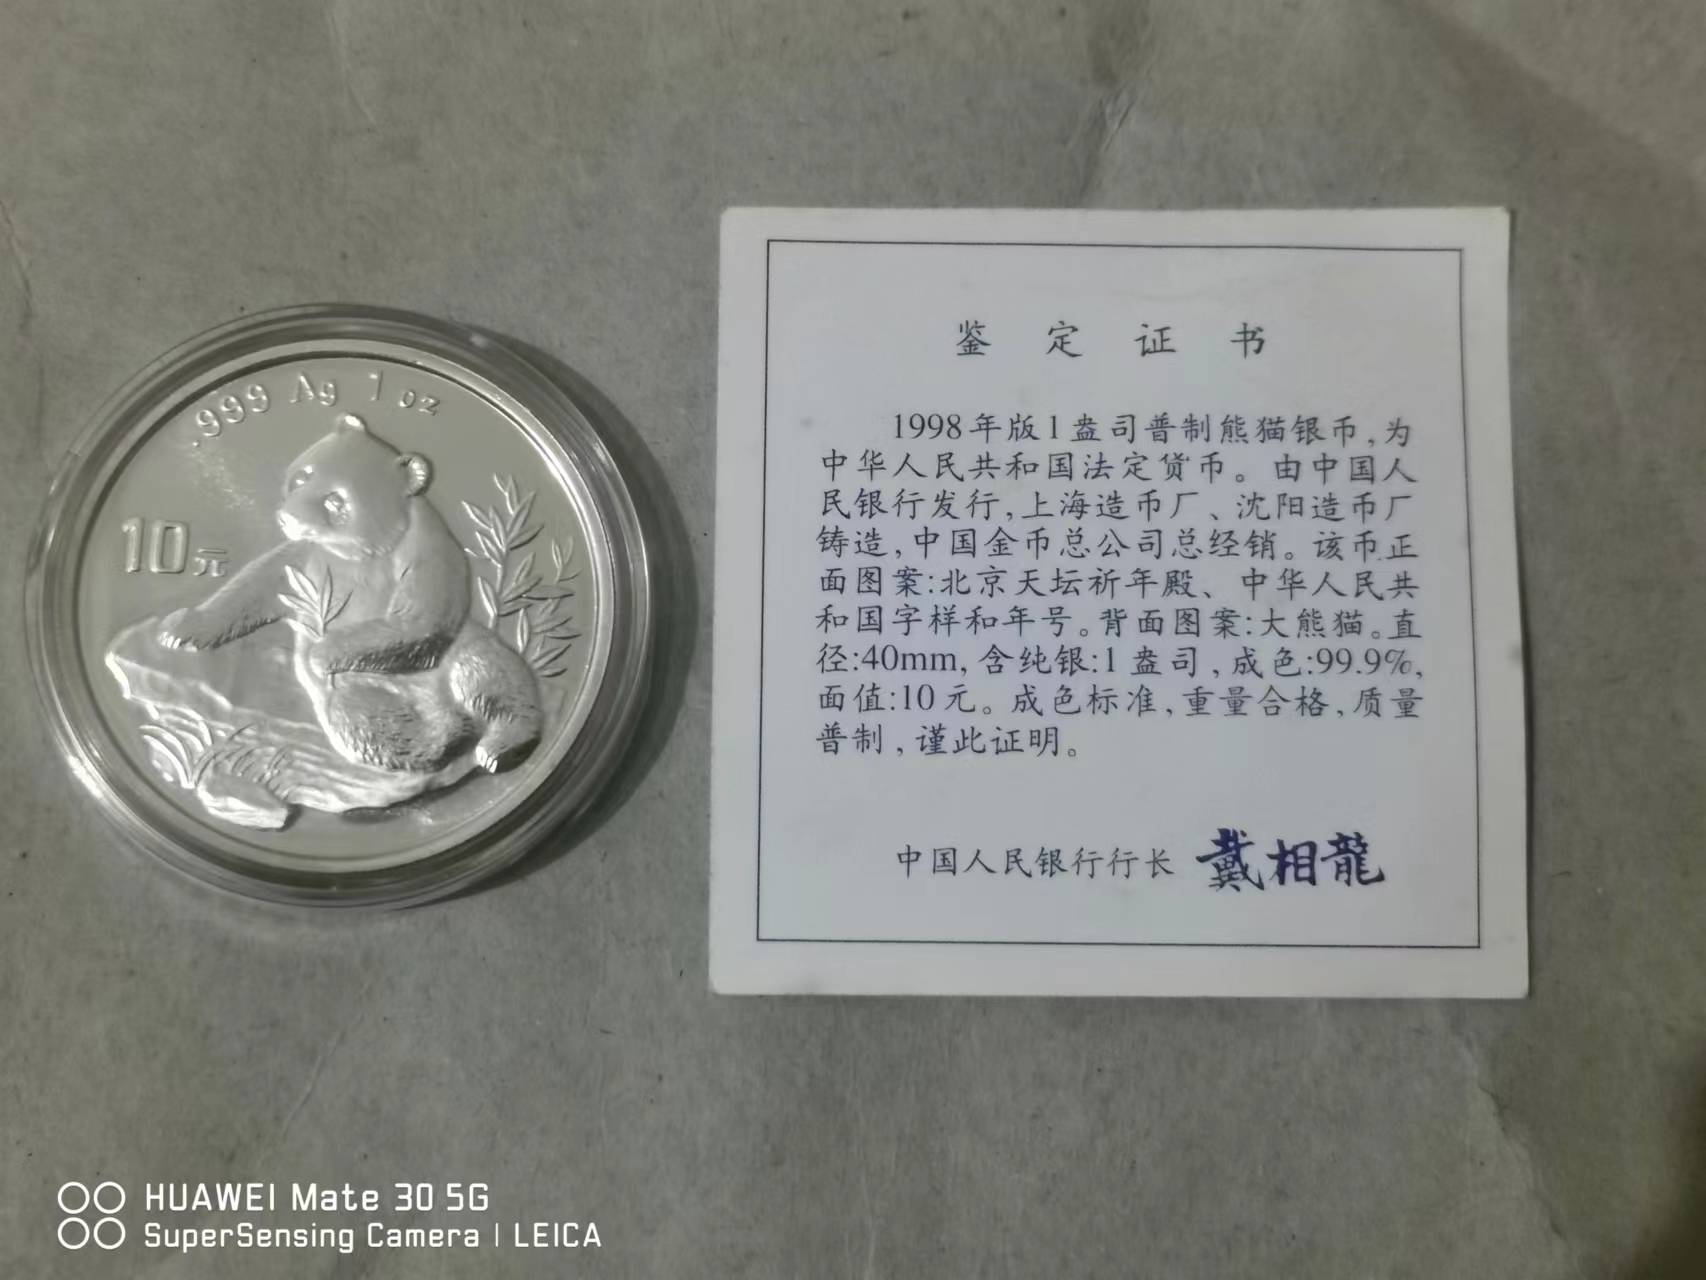 .999 Ag 1 oz
10元
鉴定证书
1998年版1盎司普制熊猫银币,为
中华人民共和国法定货币。由中国人
民银行发行,上海造币厂、沈阳造币厂
铸造,中国金币总公司总经销。该币正
面图案:北京天坛祈年殿、中华人民共
和国字样和年号。背面图案:大熊猫。直
径:40mm,含纯银:1盎司,成色:99.9%,
面值:10元。成色标准,重量合格,质量
普制,谨此证明。
中国人民银行行长 戴相龍
HUAWEI Mate 30 5G
SuperSensing Camera | LEICA